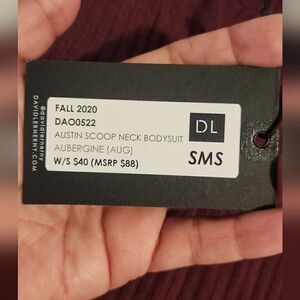 FALL 2020
DAO0522
AUSTIN SCOOP NECK BODYSUIT
AUBERGINE (AUG)
W/S $40 (MSRP $88)
DL
SMS
@davidlernerny
DAVIDLERNERNY.COM